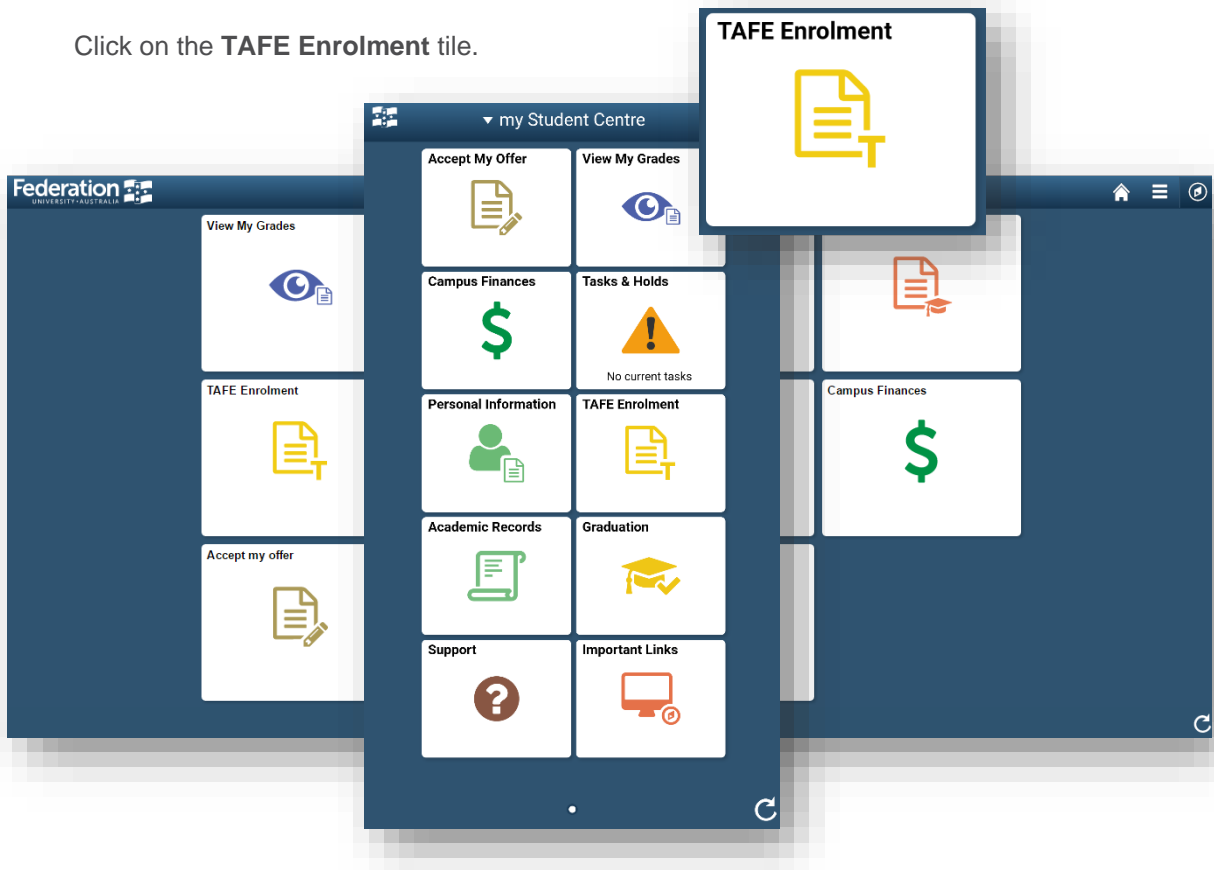 Click on the TAFE Enrolment tile.
TAFE Enrolment
T
▼ my Student Centre
Accept My Offer
View My Grades
Campus Finances
$
Tasks & Holds
!
No current tasks
Personal Information
TAFE Enrolment
T
Academic Records
Graduation
Support
?
Important Links
Federation
UNIVERSITY • AUSTRALIA
View My Grades
TAFE Enrolment
T
Accept my offer
Campus Finances
$